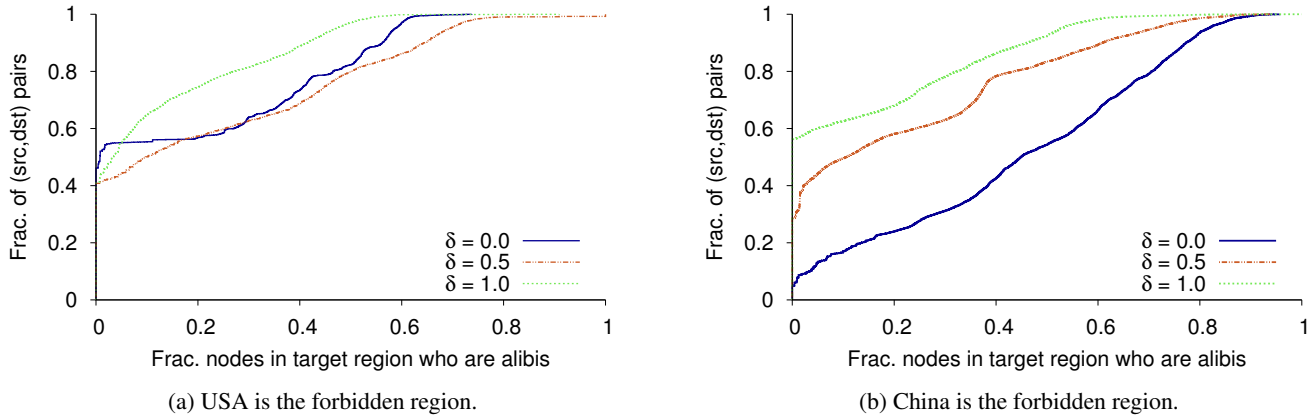 1
0.8
0.6
0.4
0.2
0
Frac. of (src,dst) pairs
0 0.2 0.4 0.6 0.8 1
Frac. nodes in target region who are alibis
δ = 0.0
δ = 0.5
δ = 1.0
(a) USA is the forbidden region.
1
0.8
0.6
0.4
0.2
0
Frac. of (src,dst) pairs
0 0.2 0.4 0.6 0.8 1
Frac. nodes in target region who are alibis
δ = 0.0
δ = 0.5
δ = 1.0
(b) China is the forbidden region.